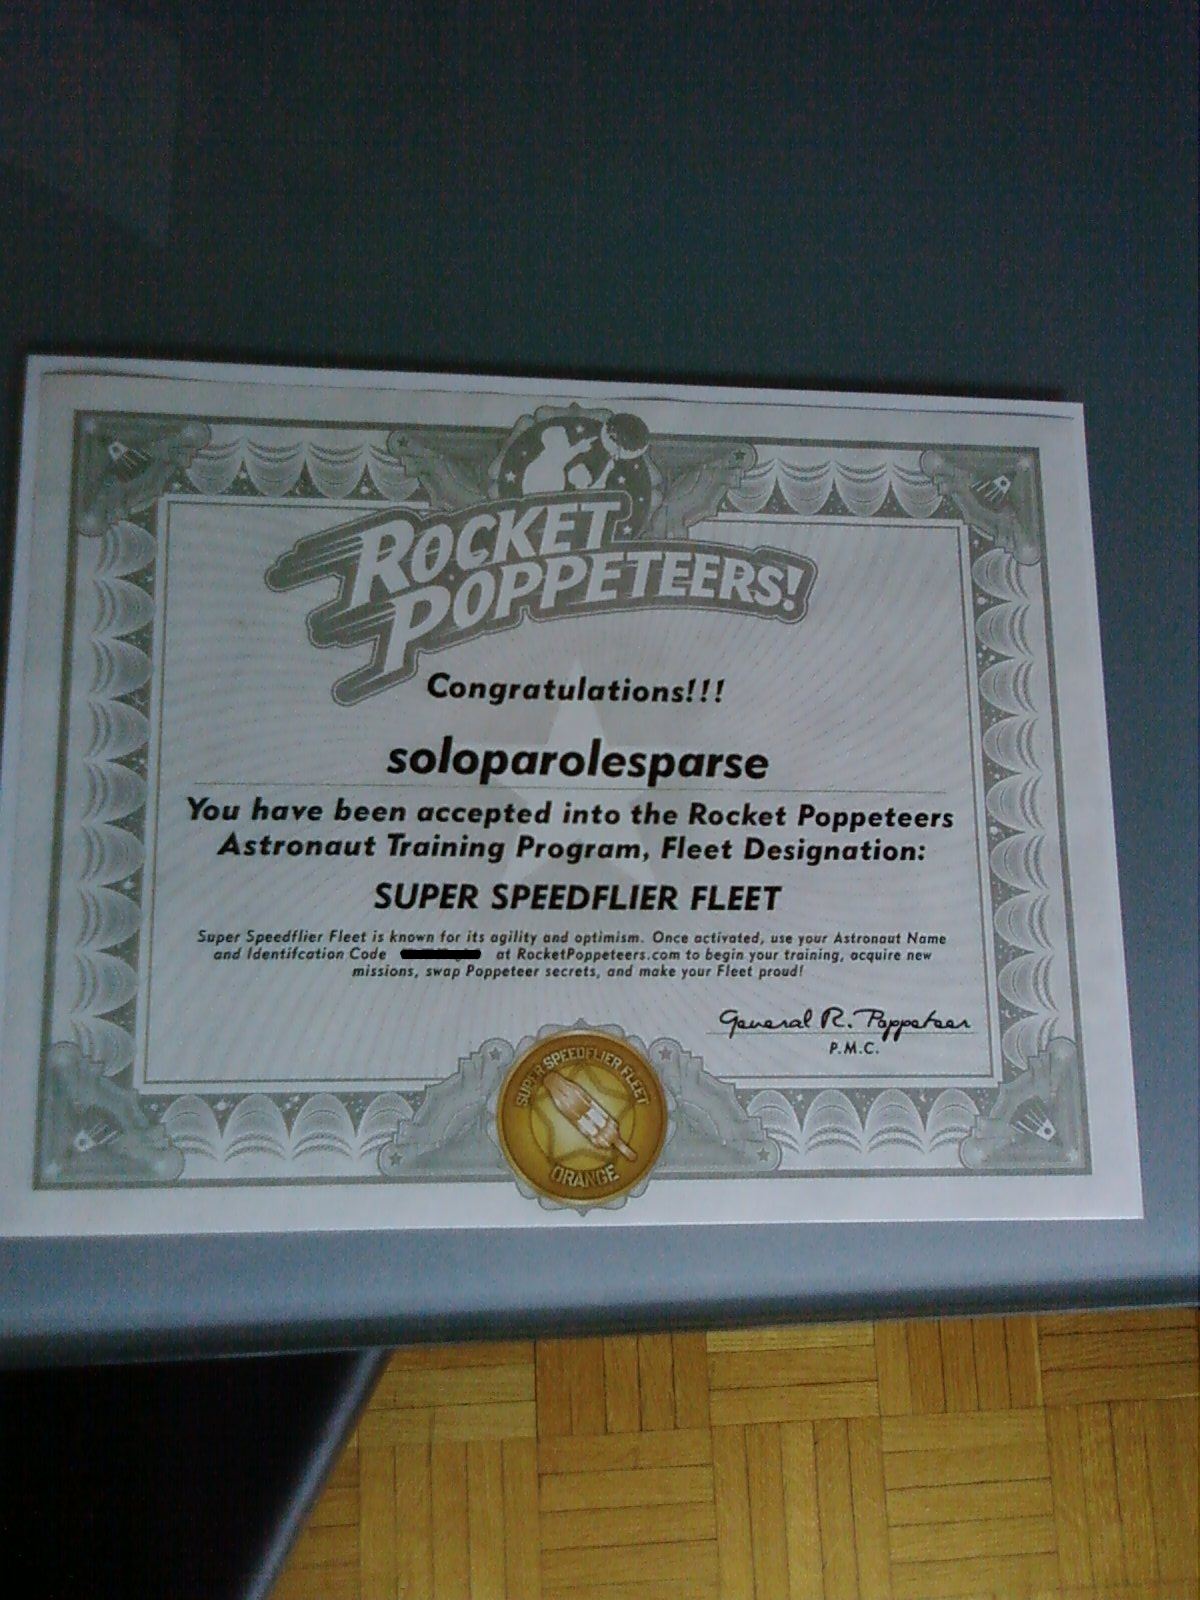 ROCKET
POPPETEERS!
Congratulations!!!
soloparolesparse
You have been accepted into the Rocket Poppeteers
Astronaut Training Program, Fleet Designation:
SUPER SPEEDFLIER FLEET
Super Speedflier Fleet is known for its agility and optimism. Once activated, use your Astronaut Name
and Identifcation Code at RocketPoppeteers.com to begin your training, acquire new
missions, swap Poppeteer secrets, and make your Fleet proud!
General R. Poppeteer
P.M.C.
SUPER SPEEDFLIER FLEET
ORANGE